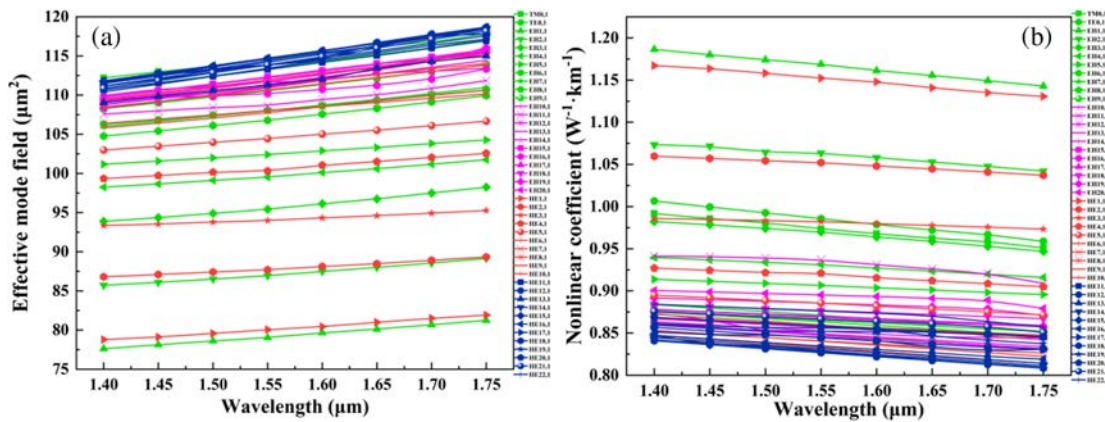 (a)
Effective mode field (μm²)
120
115
110
105
100
95
90
85
80
75
1.40 1.45 1.50 1.55 1.60 1.65 1.70 1.75
Wavelength (μm)
TM0,1
TE0,1
EH1,1
EH2,1
EH3,1
EH4,1
EH5,1
EH6,1
EH7,1
EH8,1
EH9,1
EH10,1
EH11,1
EH12,1
EH13,1
EH14,1
EH15,1
EH16,1
EH17,1
EH18,1
EH19,1
EH20,1
HE1,1
HE2,1
HE3,1
HE4,1
HE5,1
HE6,1
HE7,1
HE8,1
HE9,1
HE10,1
HE11,1
HE12,1
HE13,1
HE14,1
HE15,1
HE16,1
HE17,1
HE18,1
HE19,1
HE20,1
HE21,1
HE22,1
(b)
Nonlinear coefficient (W⁻¹·km⁻¹)
1.20
1.15
1.10
1.05
1.00
0.95
0.90
0.85
0.80
1.40 1.45 1.50 1.55 1.60 1.65 1.70 1.75
Wavelength (μm)
TM0,1
TE0,1
EH1,1
EH2,1
EH3,1
EH4,1
EH5,1
EH6,1
EH7,1
EH8,1
EH9,1
EH10,
EH11,
EH12,
EH13,
EH14,
EH15,
EH16,
EH17,
EH18,
EH19,
EH20,
HE1,1
HE2,1
HE3,1
HE4,1
HE5,1
HE6,1
HE7,1
HE8,1
HE9,1
HE10,
HE11,
HE12,
HE13,
HE14,
HE15,
HE16,
HE17,
HE18,
HE19,
HE20,
HE21,
HE22,